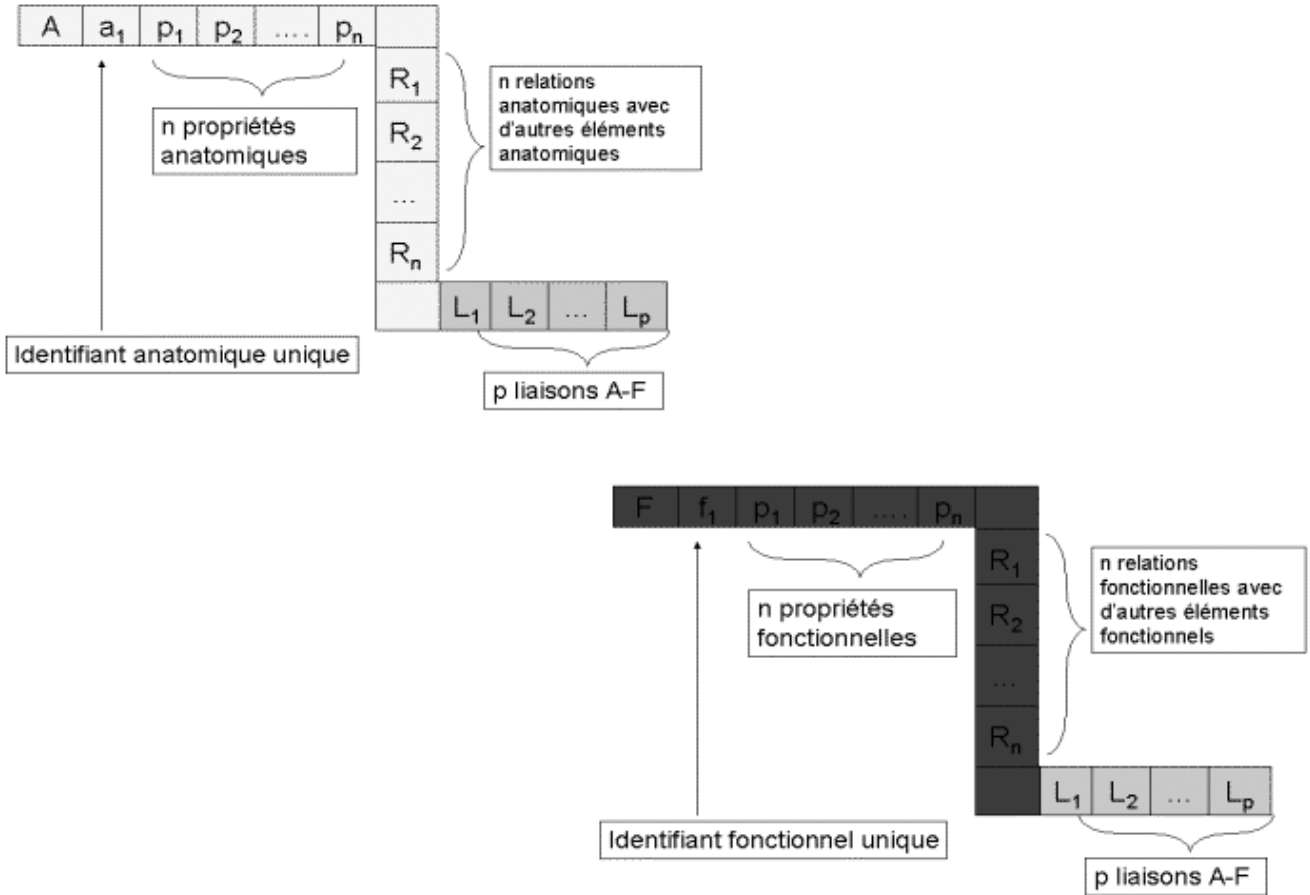 A a1 p1 p2 .... pn
R1
R2
...
Rn
n relations
anatomiques avec
d'autres éléments
anatomiques
n propriétés
anatomiques
L1 L2 ... Lp
Identifiant anatomique unique
p liaisons A-F
F f1 p1 p2 .... pn
R1
R2
...
Rn
n relations
fonctionnelles avec
d'autres éléments
fonctionnels
n propriétés
fonctionnelles
L1 L2 ... Lp
Identifiant fonctionnel unique
p liaisons A-F